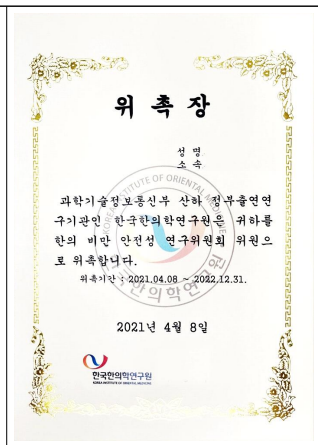 위 촉 장
성 명
소 속
과학기술정보통신부 산하 정부출연연
구기관인 한국한의학연구원은 귀하를
한의 비만 안전성 연구위원회 위원으
로 위촉합니다.
위촉기간 : 2021.04.08 ~ 2022.12.31.
2021년 4월 8일
한국한의학연구원
KOREA INSTITUTE OF ORIENTAL MEDICINE